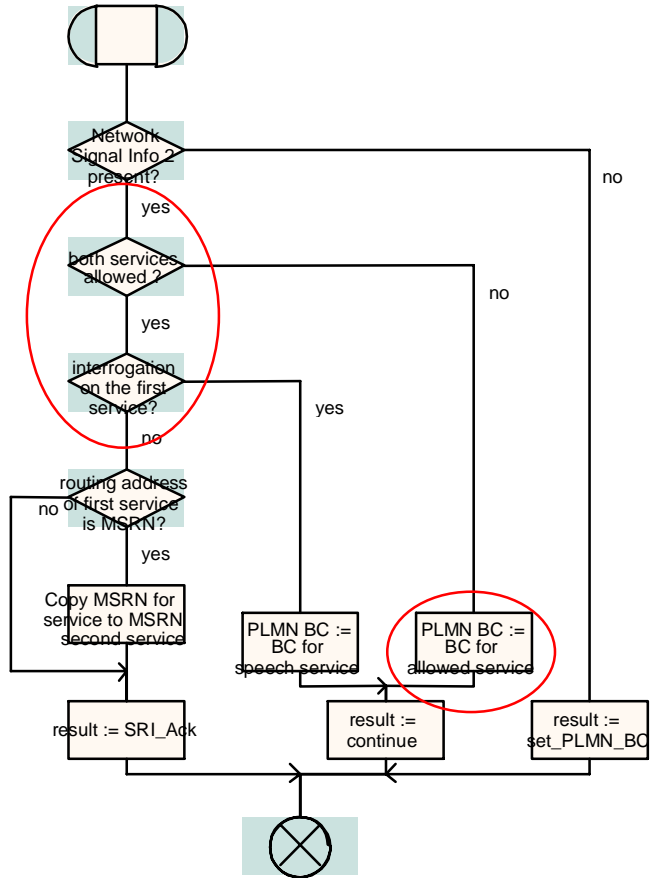 Network
Signal Info 2
present?
no
yes
both services
allowed ?
no
yes
interrogation
on the first
service?
yes
no
routing address
of first service
is MSRN?
no
yes
Copy MSRN for
service to MSRN
second service
PLMN BC :=
BC for
speech service
PLMN BC :=
BC for
allowed service
result := SRI_Ack
result :=
continue
result :=
set_PLMN_BC